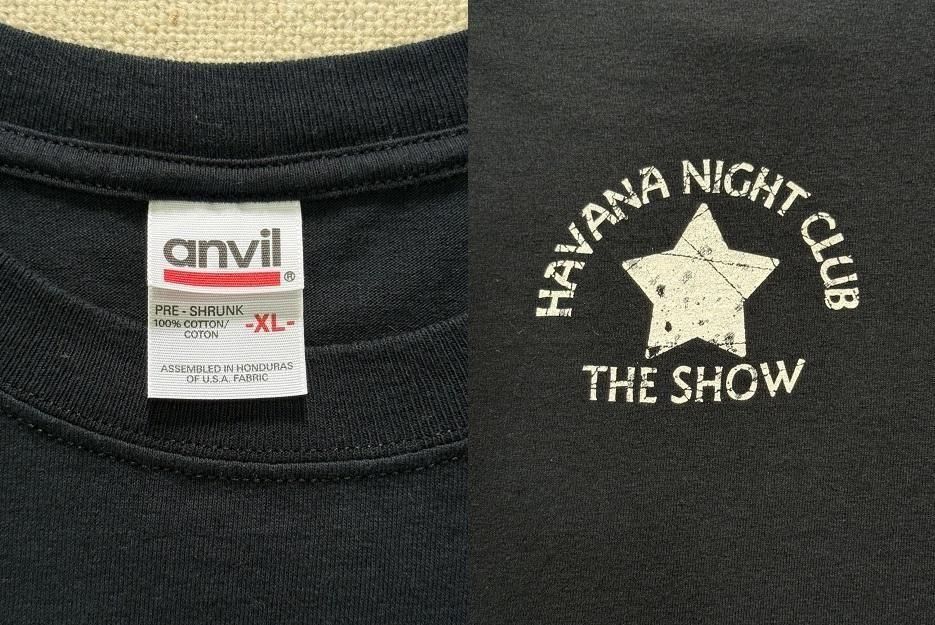 anvil
®
PRE - SHRUNK
100% COTTON/
COTON
-XL-
ASSEMBLED IN HONDURAS
OF U.S.A. FABRIC
HAVANA NIGHT CLUB
THE SHOW